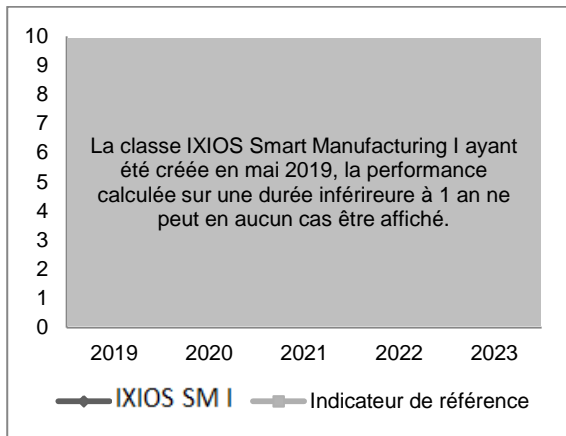 10
9
8
7
6
5
4
3
2
1
0
La classe IXIOS Smart Manufacturing I ayant
été créée en mai 2019, la performance
calculée sur une durée inférireure à 1 an ne
peut en aucun cas être affiché.
2019 2020 2021 2022 2023
IXIOS SM I Indicateur de référence